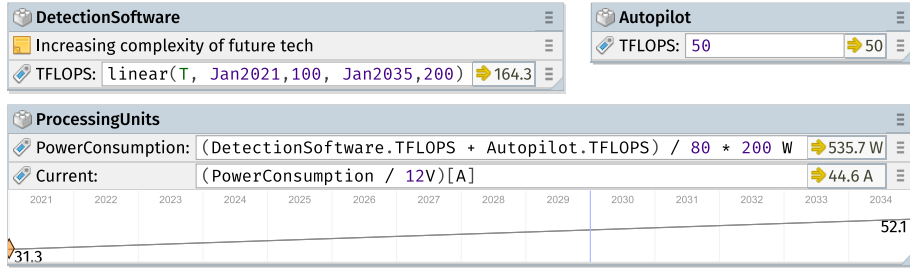 DetectionSoftware
Increasing complexity of future tech
TFLOPS: linear(T, Jan2021,100, Jan2035,200) 164.3
Autopilot
TFLOPS: 50 50
ProcessingUnits
PowerConsumption: (DetectionSoftware.TFLOPS + Autopilot.TFLOPS) / 80 * 200 W 535.7 W
Current: (PowerConsumption / 12V)[A] 44.6 A
2021 2022 2023 2024 2025 2026 2027 2028 2029 2030 2031 2032 2033 2034
52.1
31.3